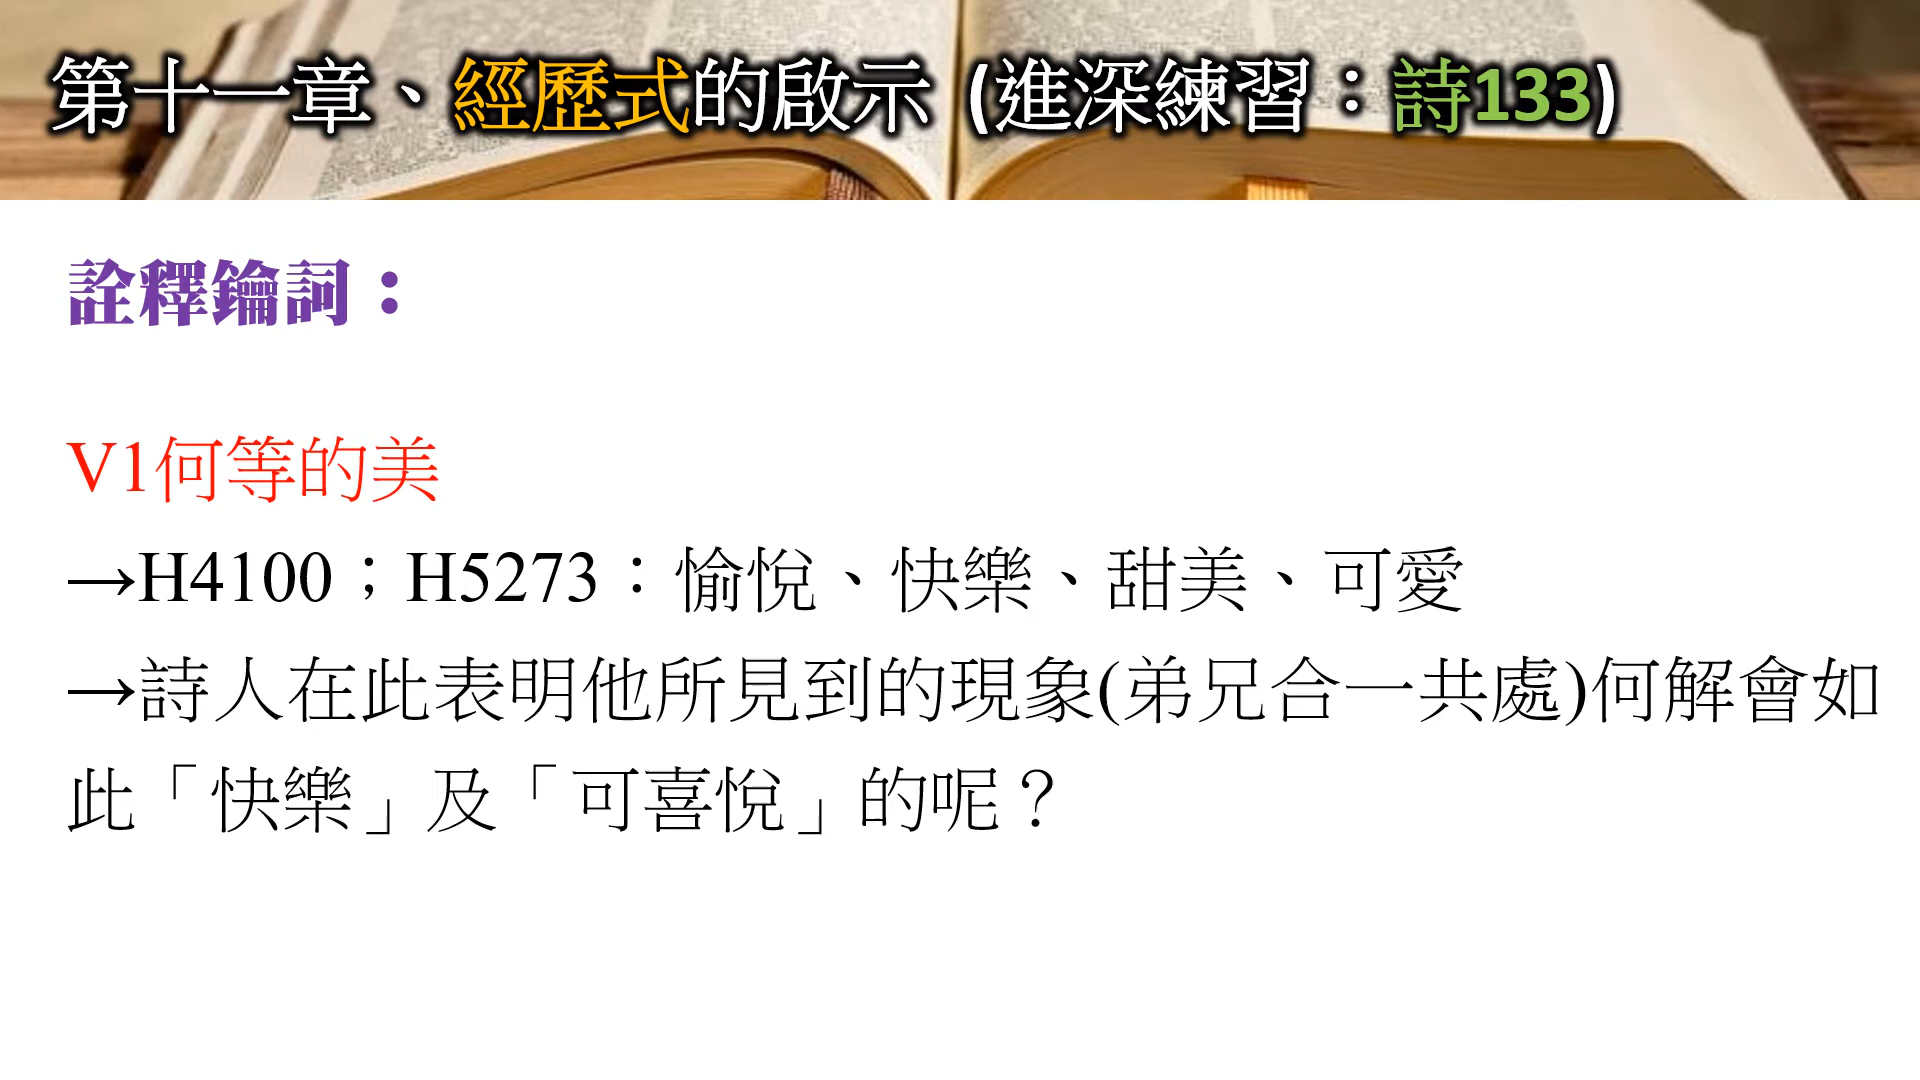 第十一章、經歷式的啟示 (進深練習：詩133)
詮釋鑰詞：
V1何等的美
→H4100；H5273：愉悅、快樂、甜美、可愛
→詩人在此表明他所見到的現象(弟兄合一共處)何解會如
此「快樂」及「可喜悅」的呢？